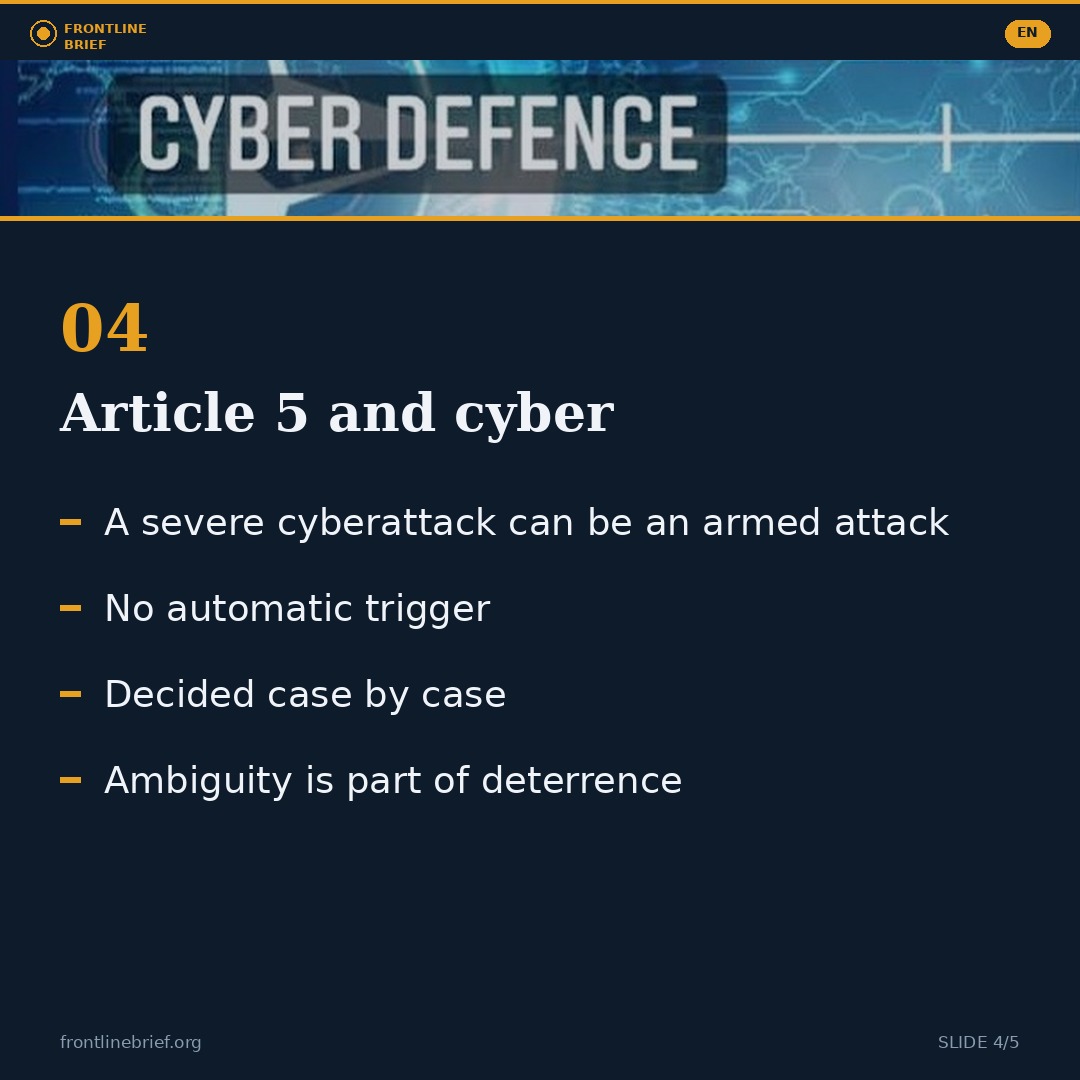 FRONTLINE
BRIEF
EN
CYBER DEFENCE
04
Article 5 and cyber
– A severe cyberattack can be an armed attack
– No automatic trigger
– Decided case by case
– Ambiguity is part of deterrence
frontlinebrief.org
SLIDE 4/5